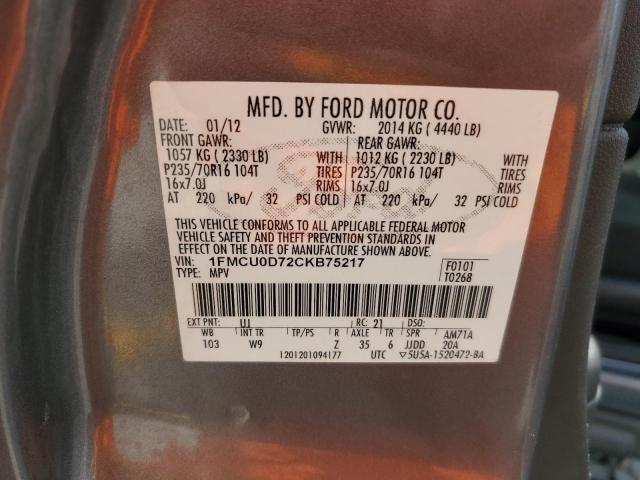 MFD. BY FORD MOTOR CO.
DATE: 01/12 GVWR: 2014 KG ( 4440 LB)
FRONT GAWR: REAR GAWR:
1057 KG ( 2330 LB) WITH 1012 KG ( 2230 LB) WITH
P235/70R16 104T TIRES P235/70R16 104T TIRES
16x7.0J RIMS 16x7.0J RIMS
AT 220 kPa/ 32 PSI COLD AT 220 kPa/ 32 PSI COLD
THIS VEHICLE CONFORMS TO ALL APPLICABLE FEDERAL MOTOR
VEHICLE SAFETY AND THEFT PREVENTION STANDARDS IN
EFFECT ON THE DATE OF MANUFACTURE SHOWN ABOVE.
VIN: 1FMCU0D72CKB75217 F0101
TYPE: MPV T0268
EXT PNT: UJ RC: 21 DSO:
WB INT TR TP/PS R AXLE TR SPR AM71A
103 W9 Z 35 6 JJDD 20A
1201201094177 UTC ▽5U5A-1520472-BA